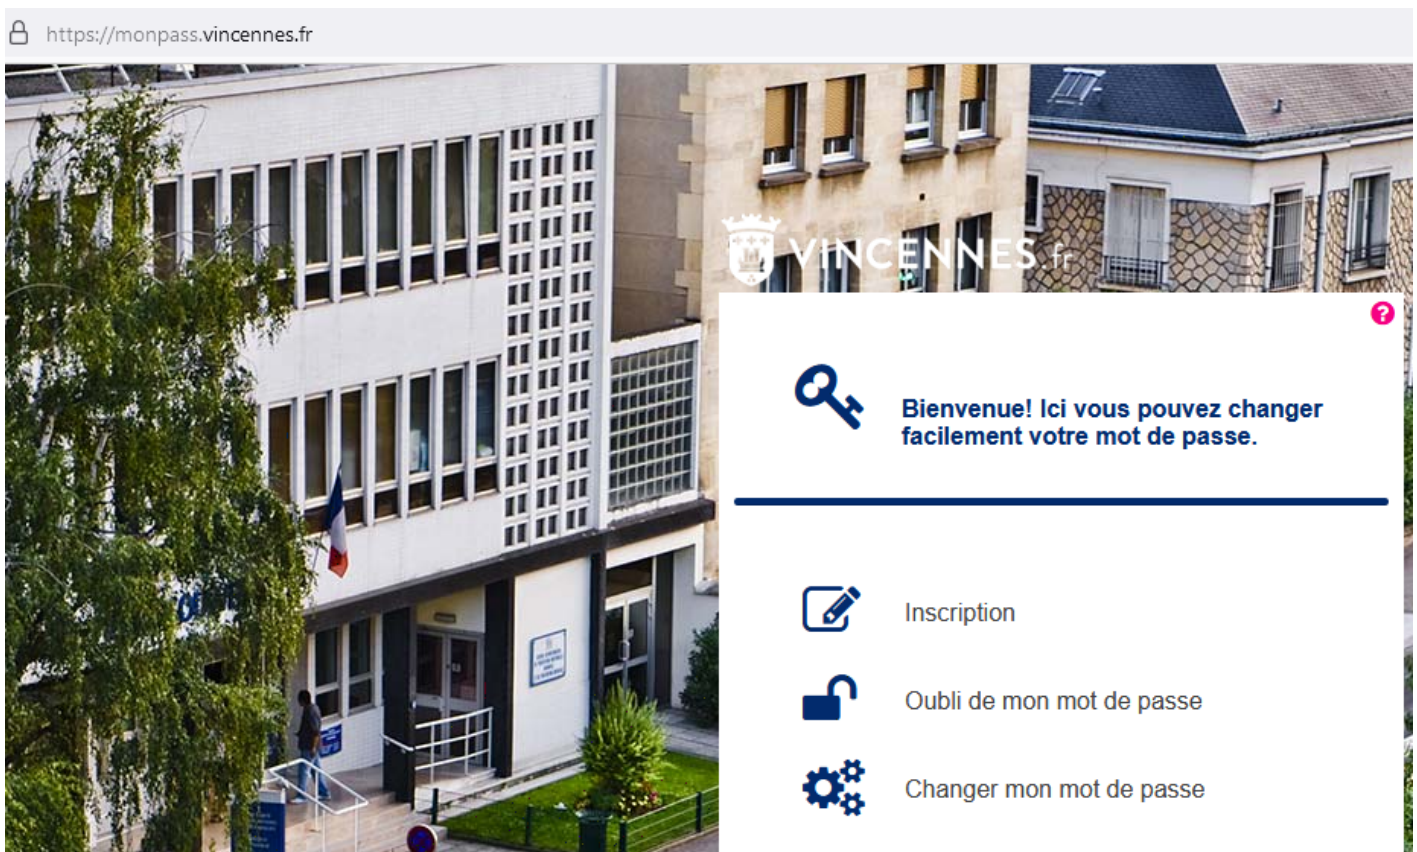 https://monpass.vincennes.fr
VINCENNES.fr
?
Bienvenue! Ici vous pouvez changer
facilement votre mot de passe.
Inscription
Oubli de mon mot de passe
Changer mon mot de passe